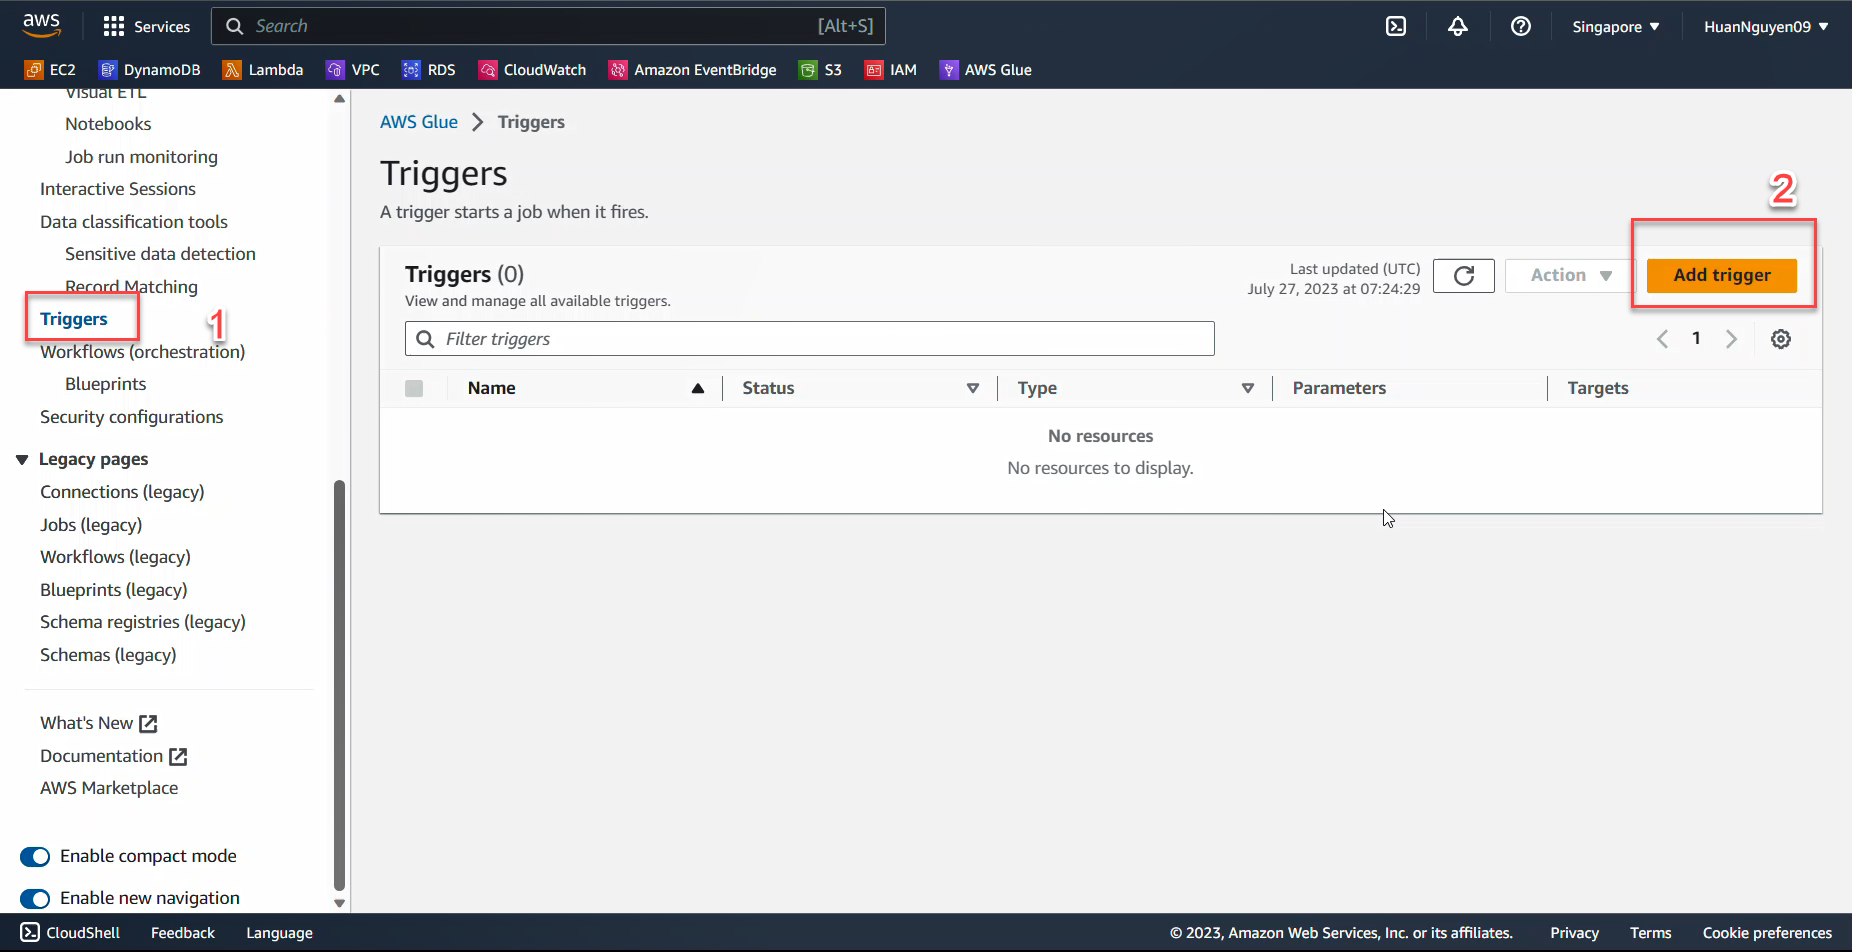 aws
Services
Search
[Alt+S]
Singapore
HuanNguyen09
EC2
DynamoDB
Lambda
VPC
RDS
CloudWatch
Amazon EventBridge
S3
IAM
AWS Glue
Visual ETL
Notebooks
Job run monitoring
Interactive Sessions
Data classification tools
Sensitive data detection
Record Matching
Triggers
1
Workflows (orchestration)
Blueprints
Security configurations
Legacy pages
Connections (legacy)
Jobs (legacy)
Workflows (legacy)
Blueprints (legacy)
Schema registries (legacy)
Schemas (legacy)
What's New
Documentation
AWS Marketplace
Enable compact mode
Enable new navigation
AWS Glue
Triggers
Triggers
A trigger starts a job when it fires.
2
Triggers (0)
View and manage all available triggers.
Last updated (UTC)
July 27, 2023 at 07:24:29
Action
Add trigger
Filter triggers
1
Name
Status
Type
Parameters
Targets
No resources
No resources to display.
CloudShell
Feedback
Language
© 2023, Amazon Web Services, Inc. or its affiliates.
Privacy
Terms
Cookie preferences